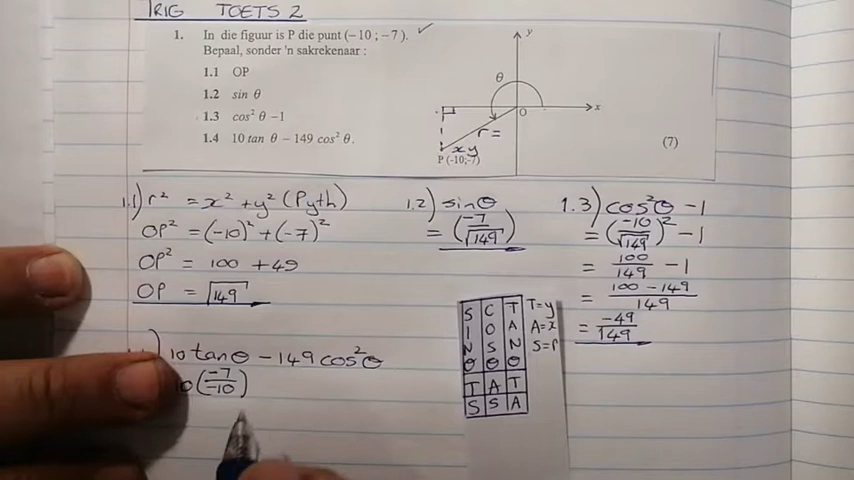 TRIG TOETS 2
1. In die figuur is P die punt (−10 ; −7 ). ✓
Bepaal, sonder 'n sakrekenaar :
1.1 OP
1.2 sin θ
1.3 cos² θ −1
1.4 10 tan θ − 149 cos² θ.
(7)
y
θ
x
O
r =
x y
P (-10;-7)
1.1) r² = x² + y² (Pyth)
OP² = (-10)² + (-7)²
OP² = 100 + 49
OP = √149
1.2) sinθ
= (-7/√149)
1.3) cos²θ - 1
= (-10/√149)² - 1
= 100/149 - 1
= 100 - 149/149
= -49/149
) 10 tanθ - 149 cos²θ
10(-7/-10)
S C T
I O A
N S N
θ θ θ
T A T
S S A
T=y
A=x
S=r